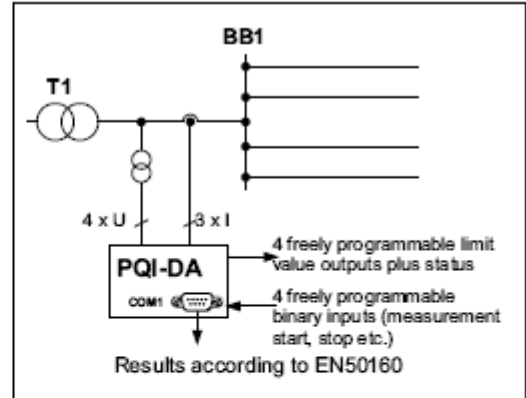 BB1
T1
4 x U
3 x I
PQI-DA
COM1
4 freely programmable limit
value outputs plus status
4 freely programmable
binary inputs (measurement
start, stop etc.)
Results according to EN50160